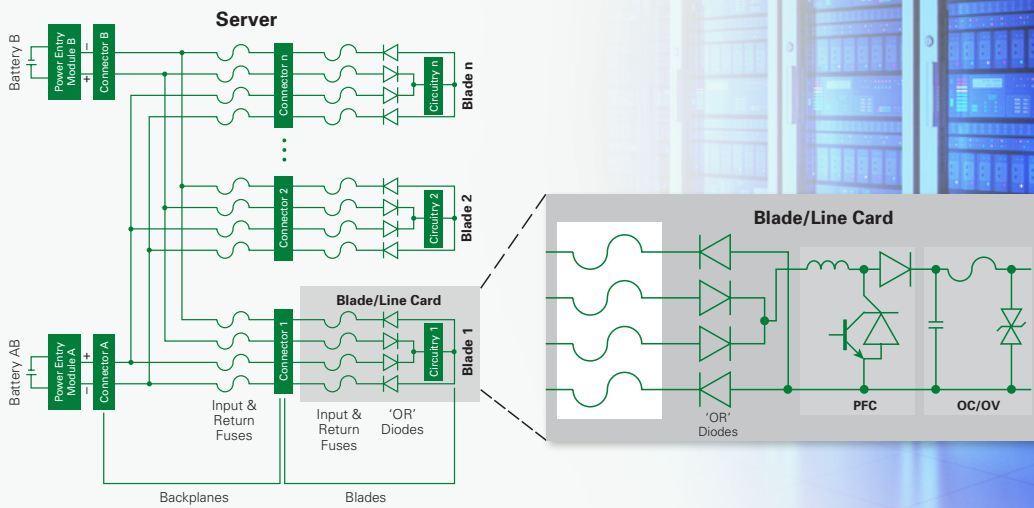 Server
Battery B
Power Entry
Module B
–
+
Connector B
Connector n
Circuitry n
Blade n
Connector 2
Circuitry 2
Blade 2
Blade/Line Card
Connector 1
Circuitry 1
Blade 1
Battery AB
Power Entry
Module A
+
–
Connector A
Input &
Return
Fuses
Input &
Return
Fuses
‘OR’
Diodes
Backplanes
Blades
Blade/Line Card
‘OR’
Diodes
PFC
OC/OV